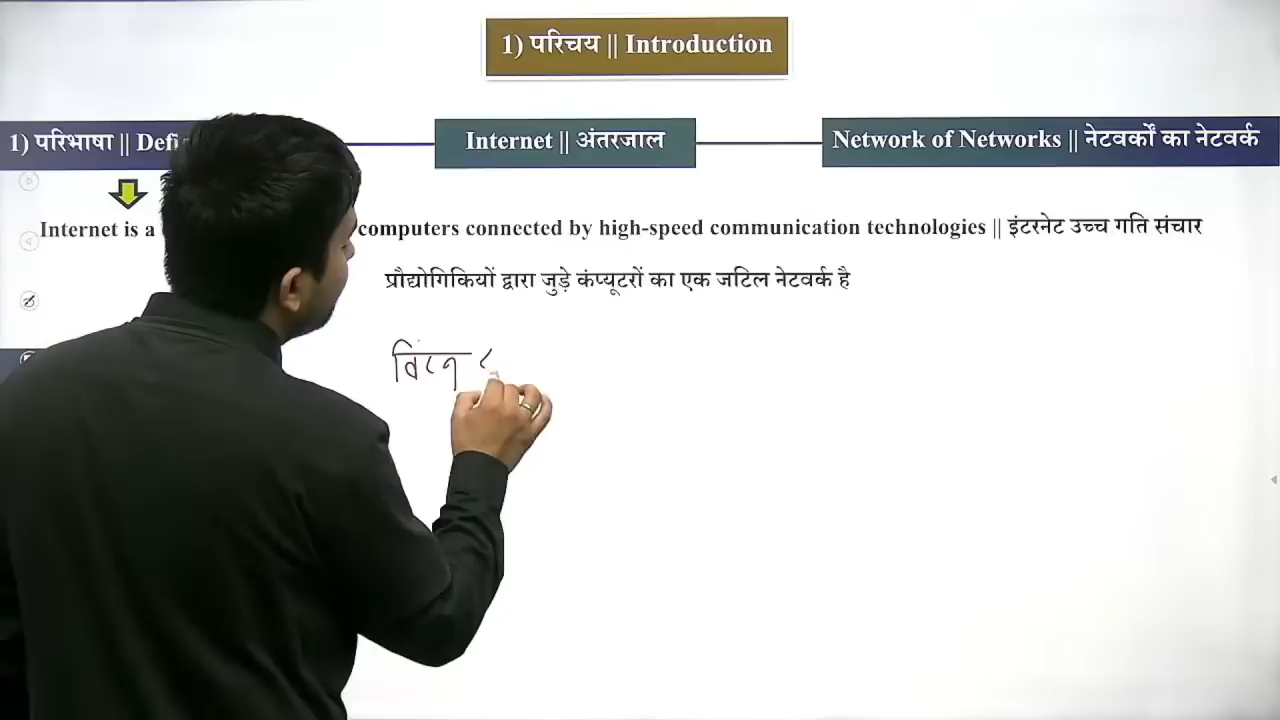 1) परिचय || Introduction
1) परिभाषा || Defi
Internet || अंतरजाल
Network of Networks || नेटवर्कों का नेटवर्क
Internet is a computers connected by high-speed communication technologies || इंटरनेट उच्च गति संचार
प्रौद्योगिकियों द्वारा जुड़े कंप्यूटरों का एक जटिल नेटवर्क है